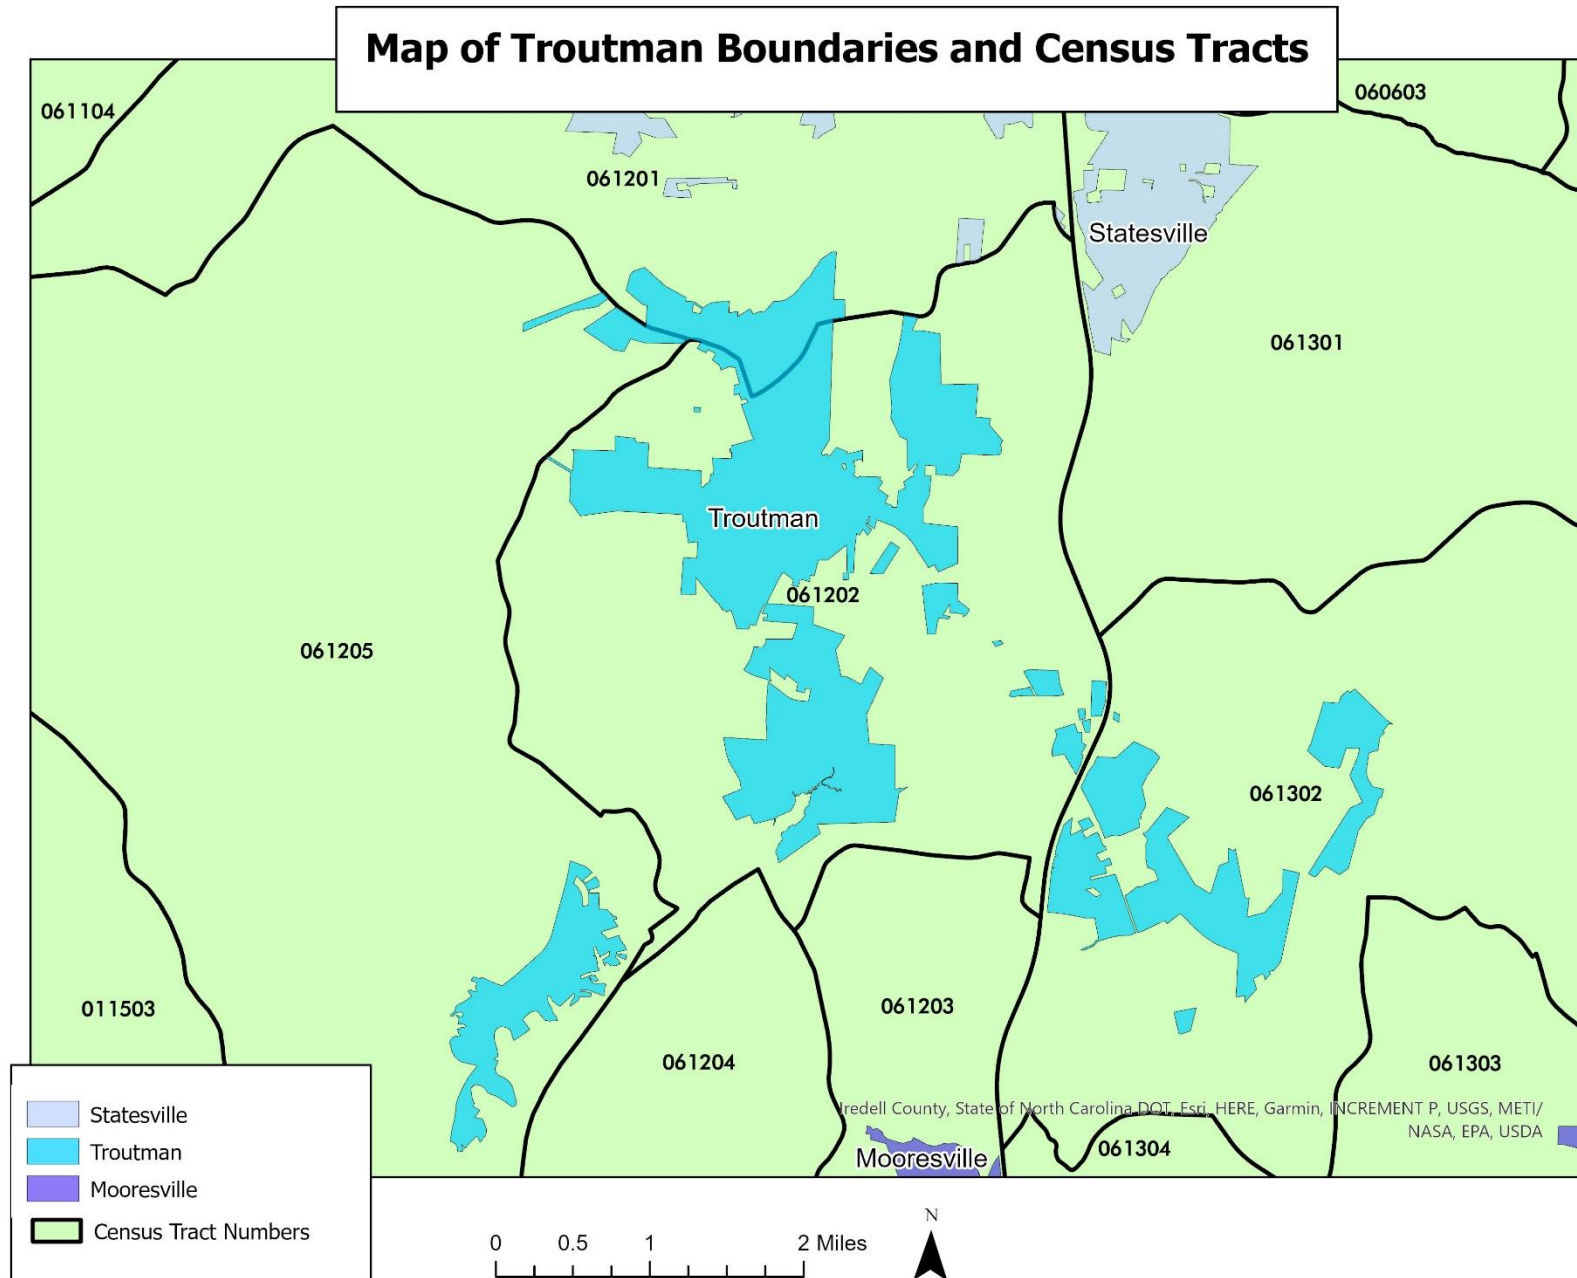 Map of Troutman Boundaries and Census Tracts
061104
060603
061201
Statesville
061301
Troutman
061202
061205
061302
011503
061203
061204
061303
Iredell County, State of North Carolina DOT, Esri, HERE, Garmin, INCREMENT P, USGS, METI/
NASA, EPA, USDA
Mooresville
061304
Statesville
Troutman
Mooresville
Census Tract Numbers
N
0 0.5 1 2 Miles